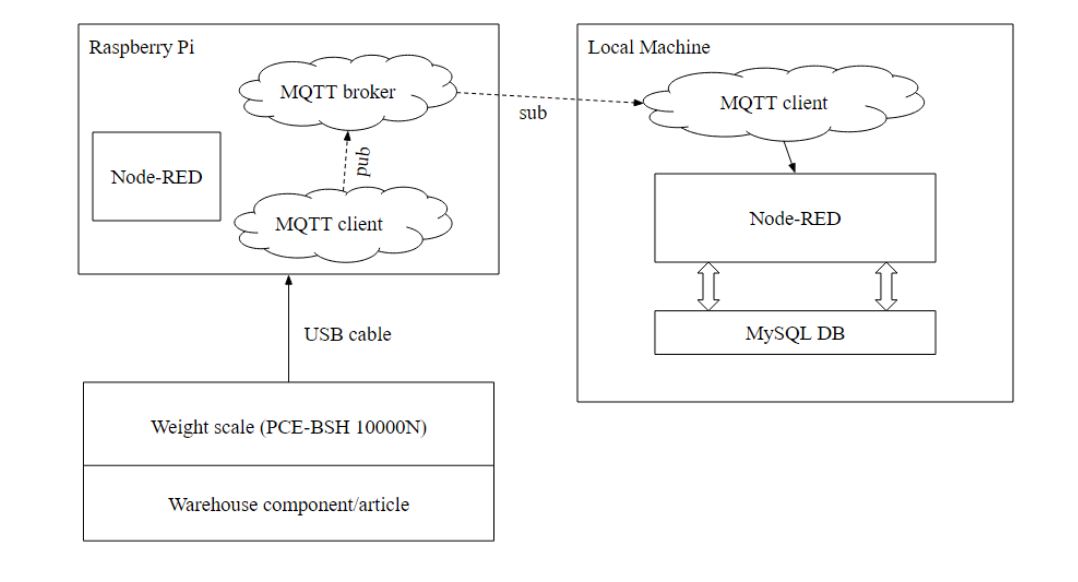 Raspberry Pi
MQTT broker
pub
Node-RED
MQTT client
sub
Local Machine
MQTT client
Node-RED
MySQL DB
USB cable
Weight scale (PCE-BSH 10000N)
Warehouse component/article